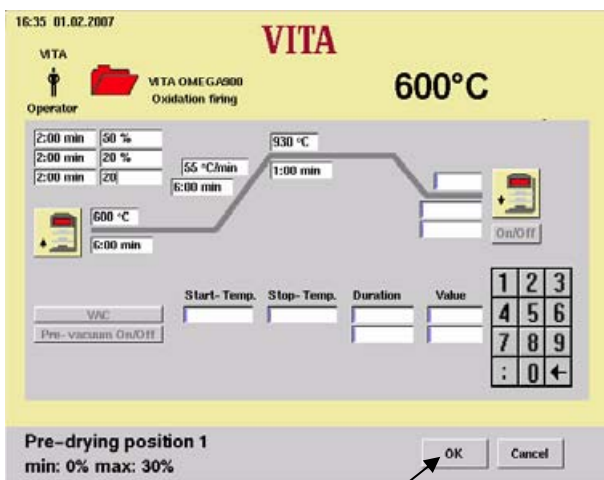 16:35 01.02.2007
VITA
VITA
Operator
VITA OMEGA900
Oxidation firing
600°C
2:00 min 50 %
2:00 min 20 %
2:00 min 20
55 °C/min
6:00 min
930 °C
1:00 min
600 °C
6:00 min
On/Off
Start-Temp. Stop-Temp. Duration Value
VAC
Pre-vacuum On/Off
1 2 3
4 5 6
7 8 9
: 0 ←
Pre-drying position 1
min: 0% max: 30%
OK Cancel